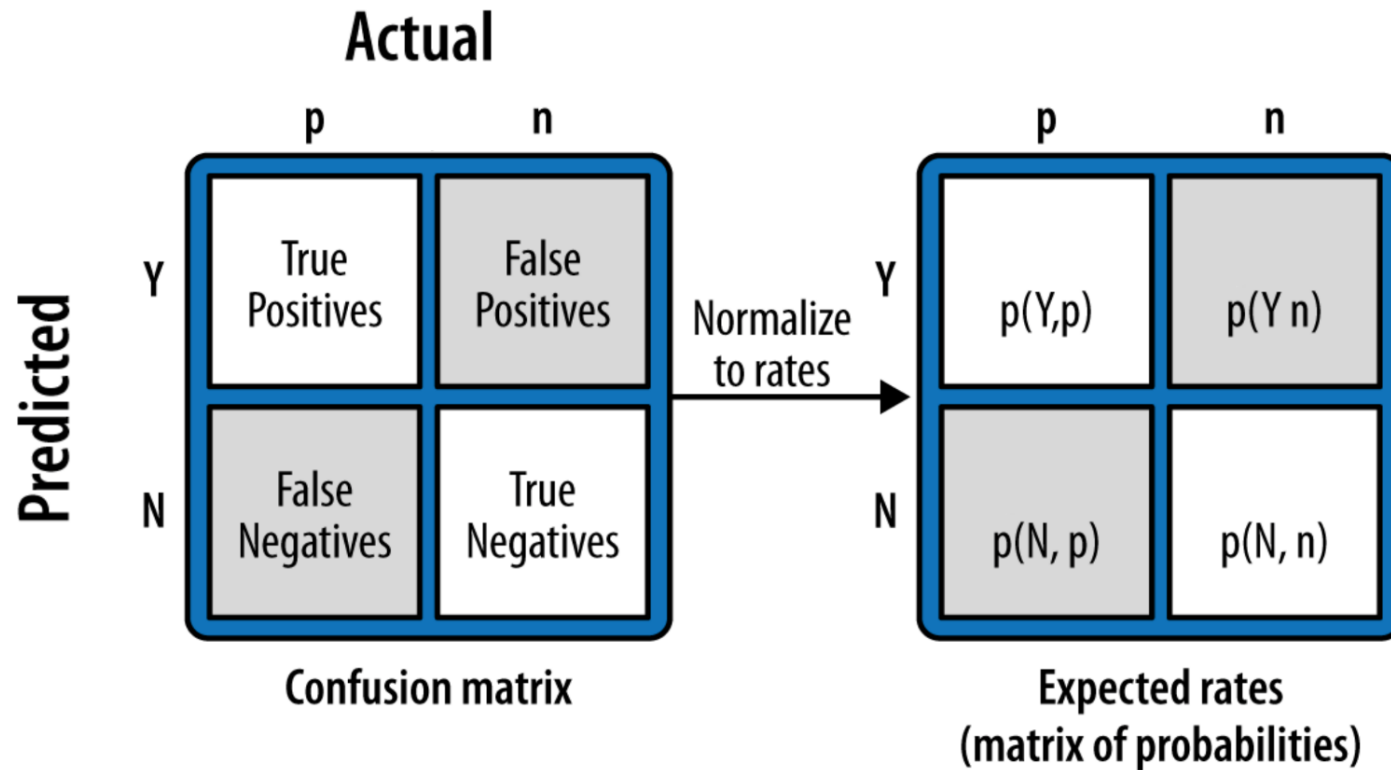 Actual
p n
p n
Predicted
Y
True
Positives
False
Positives
N
False
Negatives
True
Negatives
Confusion matrix
Normalize
to rates
Y
p(Y,p)
p(Y n)
N
p(N, p)
p(N, n)
Expected rates
(matrix of probabilities)